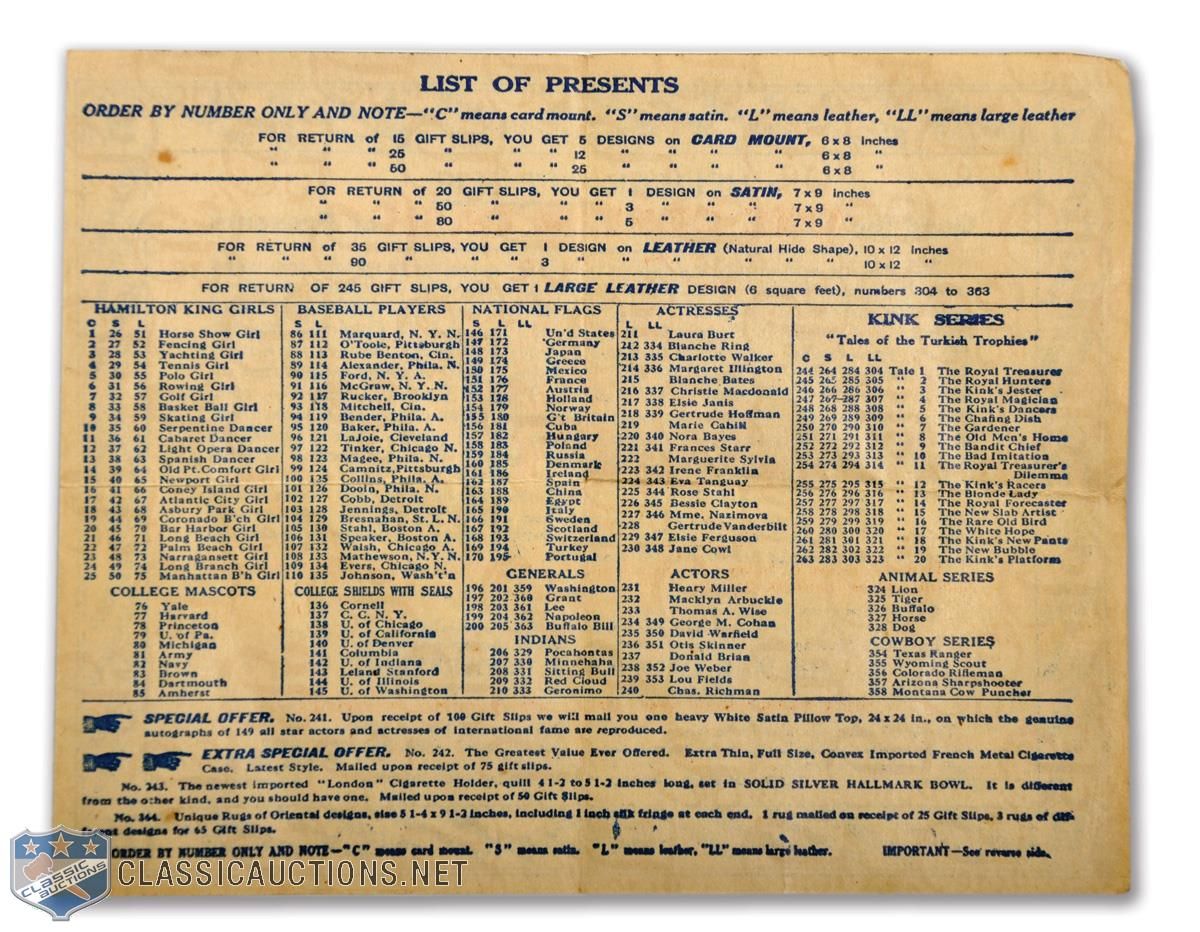 LIST OF PRESENTS
ORDER BY NUMBER ONLY AND NOTE—"C" means card mount. "S" means satin. "L" means leather, "LL" means large leather
FOR RETURN of 15 GIFT SLIPS, YOU GET 5 DESIGNS on CARD MOUNT, 6 x 8 inches
" " " 25 " " " 12 " " " 6 x 8 "
" " " 50 " " " 25 " " " 6 x 8 "
FOR RETURN of 20 GIFT SLIPS, YOU GET 1 DESIGN on SATIN, 7 x 9 inches
" " " 50 " " " 3 " " " 7 x 9 "
" " " 80 " " " 5 " " " 7 x 9 "
FOR RETURN of 35 GIFT SLIPS, YOU GET 1 DESIGN on LEATHER (Natural Hide Shape), 10 x 12 inches
" " " 90 " " " 3 " " " " " " 10 x 12 "
FOR RETURN OF 245 GIFT SLIPS, YOU GET 1 LARGE LEATHER DESIGN (6 square feet), numbers 304 to 363
HAMILTON KING GIRLS
C S L
1 26 51 Horse Show Girl
2 27 52 Fencing Girl
3 28 53 Yachting Girl
4 29 54 Tennis Girl
5 30 55 Polo Girl
6 31 56 Rowing Girl
7 32 57 Golf Girl
8 33 58 Basket Ball Girl
9 34 59 Skating Girl
10 35 60 Serpentine Dancer
11 36 61 Cabaret Dancer
12 37 62 Light Opera Dancer
13 38 63 Spanish Dancer
14 39 64 Old Pt. Comfort Girl
15 40 65 Newport Girl
16 41 66 Coney Island Girl
17 42 67 Atlantic City Girl
18 43 68 Asbury Park Girl
19 44 69 Coronado B'ch Girl
20 45 70 Bar Harbor Girl
21 46 71 Long Beach Girl
22 47 72 Palm Beach Girl
23 48 73 Narragansett Girl
24 49 74 Long Branch Girl
25 50 75 Manhattan B'h Girl
COLLEGE MASCOTS
76 Yale
77 Harvard
78 Princeton
79 U. of Pa.
80 Michigan
81 Army
82 Navy
83 Brown
84 Dartmouth
85 Amherst
BASEBALL PLAYERS
S L
86 111 Marquard, N. Y. N.
87 112 O'Toole, Pittsburgh
88 113 Rube Benton, Cin.
89 114 Alexander, Phila. N.
90 115 Ford, N. Y. A.
91 116 McGraw, N. Y. N.
92 117 Rucker, Brooklyn
93 118 Mitchell, Cin.
94 119 Bender, Phila. A.
95 120 Baker, Phila. A.
96 121 LaJoie, Cleveland
97 122 Tinker, Chicago N.
98 123 Magee, Phila. N.
99 124 Camnitz, Pittsburgh
100 125 Collins, Phila. A.
101 126 Dooin, Phila. N.
102 127 Cobb, Detroit
103 128 Jennings, Detroit
104 129 Bresnahan, St. L. N.
105 130 Stahl, Boston A.
106 131 Speaker, Boston A.
107 132 Walsh, Chicago A.
108 133 Mathewson, N. Y. N.
109 134 Evers, Chicago N.
110 135 Johnson, Wash't'n
COLLEGE SHIELDS WITH SEALS
136 Cornell
137 C. C. N. Y.
138 U. of Chicago
139 U. of California
140 U. of Denver
141 Columbia
142 U. of Indiana
143 Leland Stanford
144 U. of Illinois
145 U. of Washington
NATIONAL FLAGS
S L LL
146 171 Un'd States
147 172 Germany
148 173 Japan
149 174 Greece
150 175 Mexico
151 176 France
152 177 Austria
153 178 Holland
154 179 Norway
155 180 G't Britain
156 181 Cuba
157 182 Hungary
158 183 Poland
159 184 Russia
160 185 Denmark
161 186 Ireland
162 187 Spain
163 188 China
164 189 Egypt
165 190 Italy
166 191 Sweden
167 192 Scotland
168 193 Switzerland
169 194 Turkey
170 195 Portugal
GENERALS
196 201 359 Washington
197 202 360 Grant
198 203 361 Lee
199 204 362 Napoleon
200 205 363 Buffalo Bill
INDIANS
206 329 Pocahontas
207 330 Minnehaha
208 331 Sitting Bull
209 332 Red Cloud
210 333 Geronimo
ACTRESSES
L LL
211 Laura Burt
212 334 Blanche Ring
213 335 Charlotte Walker
214 336 Margaret Illington
215 Blanche Bates
216 337 Christie Macdonald
217 338 Elsie Janis
218 339 Gertrude Hoffman
219 Marie Cahill
220 340 Nora Bayes
221 341 Frances Starr
222 Marguerite Sylvia
223 342 Irene Franklin
224 343 Eva Tanguay
225 344 Rose Stahl
226 345 Bessie Clayton
227 346 Mme. Nazimova
228 Gertrude Vanderbilt
229 347 Elsie Ferguson
230 348 Jane Cowl
ACTORS
231 Henry Miller
232 Macklyn Arbuckle
233 Thomas A. Wise
234 349 George M. Cohan
235 350 David Warfield
236 351 Otis Skinner
237 Donald Brian
238 352 Joe Weber
239 353 Lou Fields
240 Chas. Richman
KINK SERIES
"Tales of the Turkish Trophies"
C S L LL
244 264 284 304 Tale 1 The Royal Treasurer
245 265 285 305 " 2 The Royal Hunters
246 266 286 306 " 3 The Kink's Jester
247 267 287 307 " 4 The Royal Magician
248 268 288 308 " 5 The Kink's Dancers
249 269 289 309 " 6 The Chafing Dish
250 270 290 310 " 7 The Gardener
251 271 291 311 " 8 The Old Men's Home
252 272 292 312 " 9 The Bandit Chief
253 273 293 313 " 10 The Bad Imitation
254 274 294 314 " 11 The Royal Treasurer's
Dilemma
255 275 295 315 " 12 The Kink's Racers
256 276 296 316 " 13 The Blonde Lady
257 277 297 317 " 14 The Royal Forecaster
258 278 298 318 " 15 The New Slab Artist
259 279 299 319 " 16 The Rare Old Bird
260 280 300 320 " 17 The White Hope
261 281 301 321 " 18 The Kink's New Pants
262 282 302 322 " 19 The New Bubble
263 283 303 323 " 20 The Kink's Platform
ANIMAL SERIES
324 Lion
325 Tiger
326 Buffalo
327 Horse
328 Dog
COWBOY SERIES
354 Texas Ranger
355 Wyoming Scout
356 Colorado Rifleman
357 Arizona Sharpshooter
358 Montana Cow Puncher
SPECIAL OFFER. No. 241. Upon receipt of 100 Gift Slips we will mail you one heavy White Satin Pillow Top, 24 x 24 in., on which the genuine
autographs of 149 all star actors and actresses of international fame are reproduced.
EXTRA SPECIAL OFFER. No. 242. The Greatest Value Ever Offered. Extra Thin, Full Size, Convex Imported French Metal Cigarette
Case. Latest Style. Mailed upon receipt of 75 gift slips.
No. 243. The newest imported "London" Cigarette Holder, quill 4 1-2 to 5 1-2 inches long, set in SOLID SILVER HALLMARK BOWL. It is different
from the other kind, and you should have one. Mailed upon receipt of 50 Gift Slips.
No. 364. Unique Rugs of Oriental designs, size 5 1-4 x 9 1-2 inches, including 1 inch silk fringe at each end. 1 rug mailed on receipt of 25 Gift Slips, 3 rugs of dif-
ferent designs for 65 Gift Slips.
ORDER BY NUMBER ONLY AND NOTE—"C" means card mount. "S" means satin. "L" means leather, "LL" means large leather. IMPORTANT—See reverse side.
CLASSIC AUCTIONS
CLASSICAUCTIONS.NET